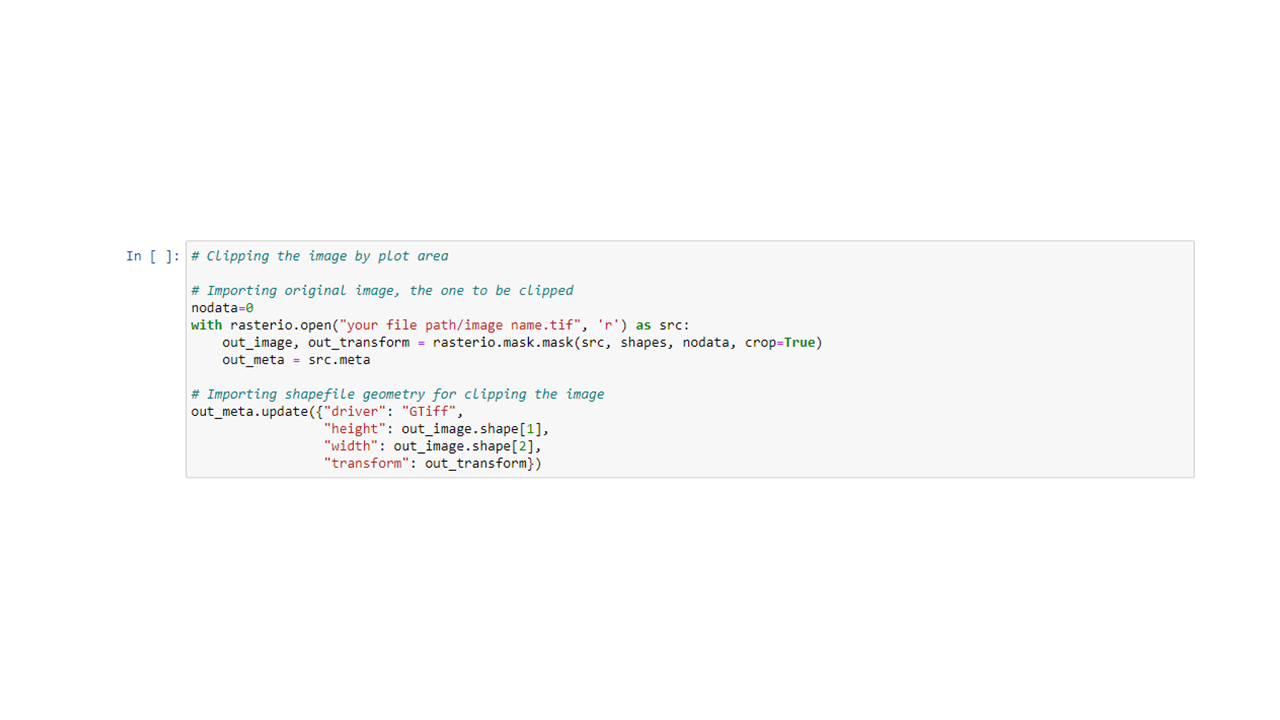 In [ ]: # Clipping the image by plot area
# Importing original image, the one to be clipped
nodata=0
with rasterio.open("your file path/image name.tif", 'r') as src:
    out_image, out_transform = rasterio.mask.mask(src, shapes, nodata, crop=True)
    out_meta = src.meta
# Importing shapefile geometry for clipping the image
out_meta.update({"driver": "GTiff",
                 "height": out_image.shape[1],
                 "width": out_image.shape[2],
                 "transform": out_transform})